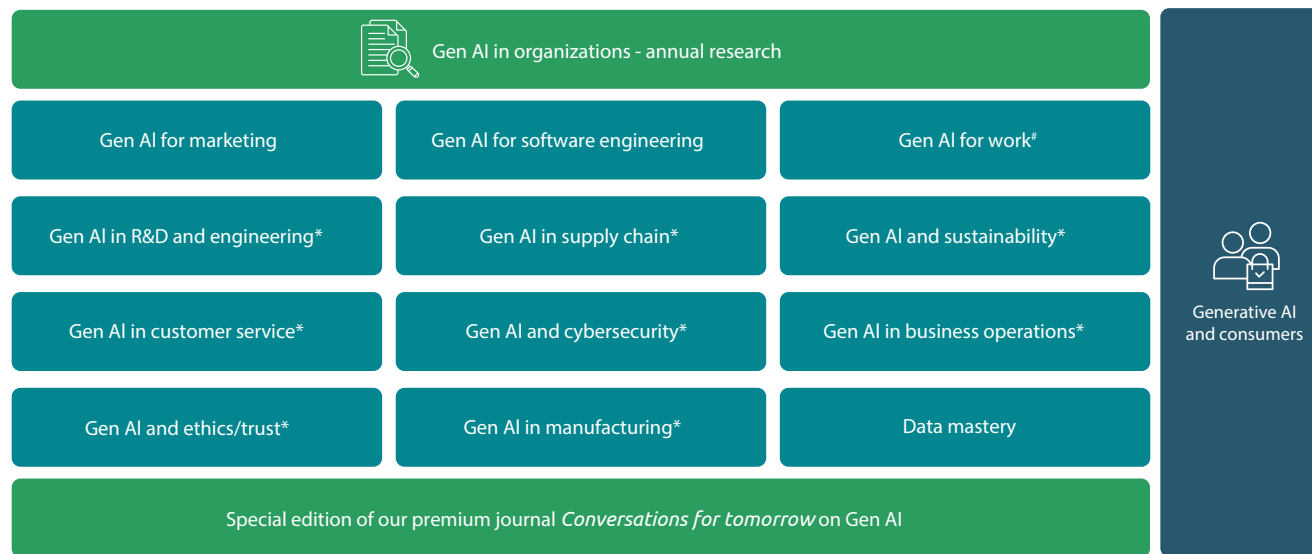 Gen AI in organizations - annual research
Gen AI for marketing
Gen AI for software engineering
Gen AI for work#
Gen AI in R&D and engineering*
Gen AI in supply chain*
Gen AI and sustainability*
Gen AI in customer service*
Gen AI and cybersecurity*
Gen AI in business operations*
Gen AI and ethics/trust*
Gen AI in manufacturing*
Data mastery
Special edition of our premium journal Conversations for tomorrow on Gen AI
Generative AI
and consumers